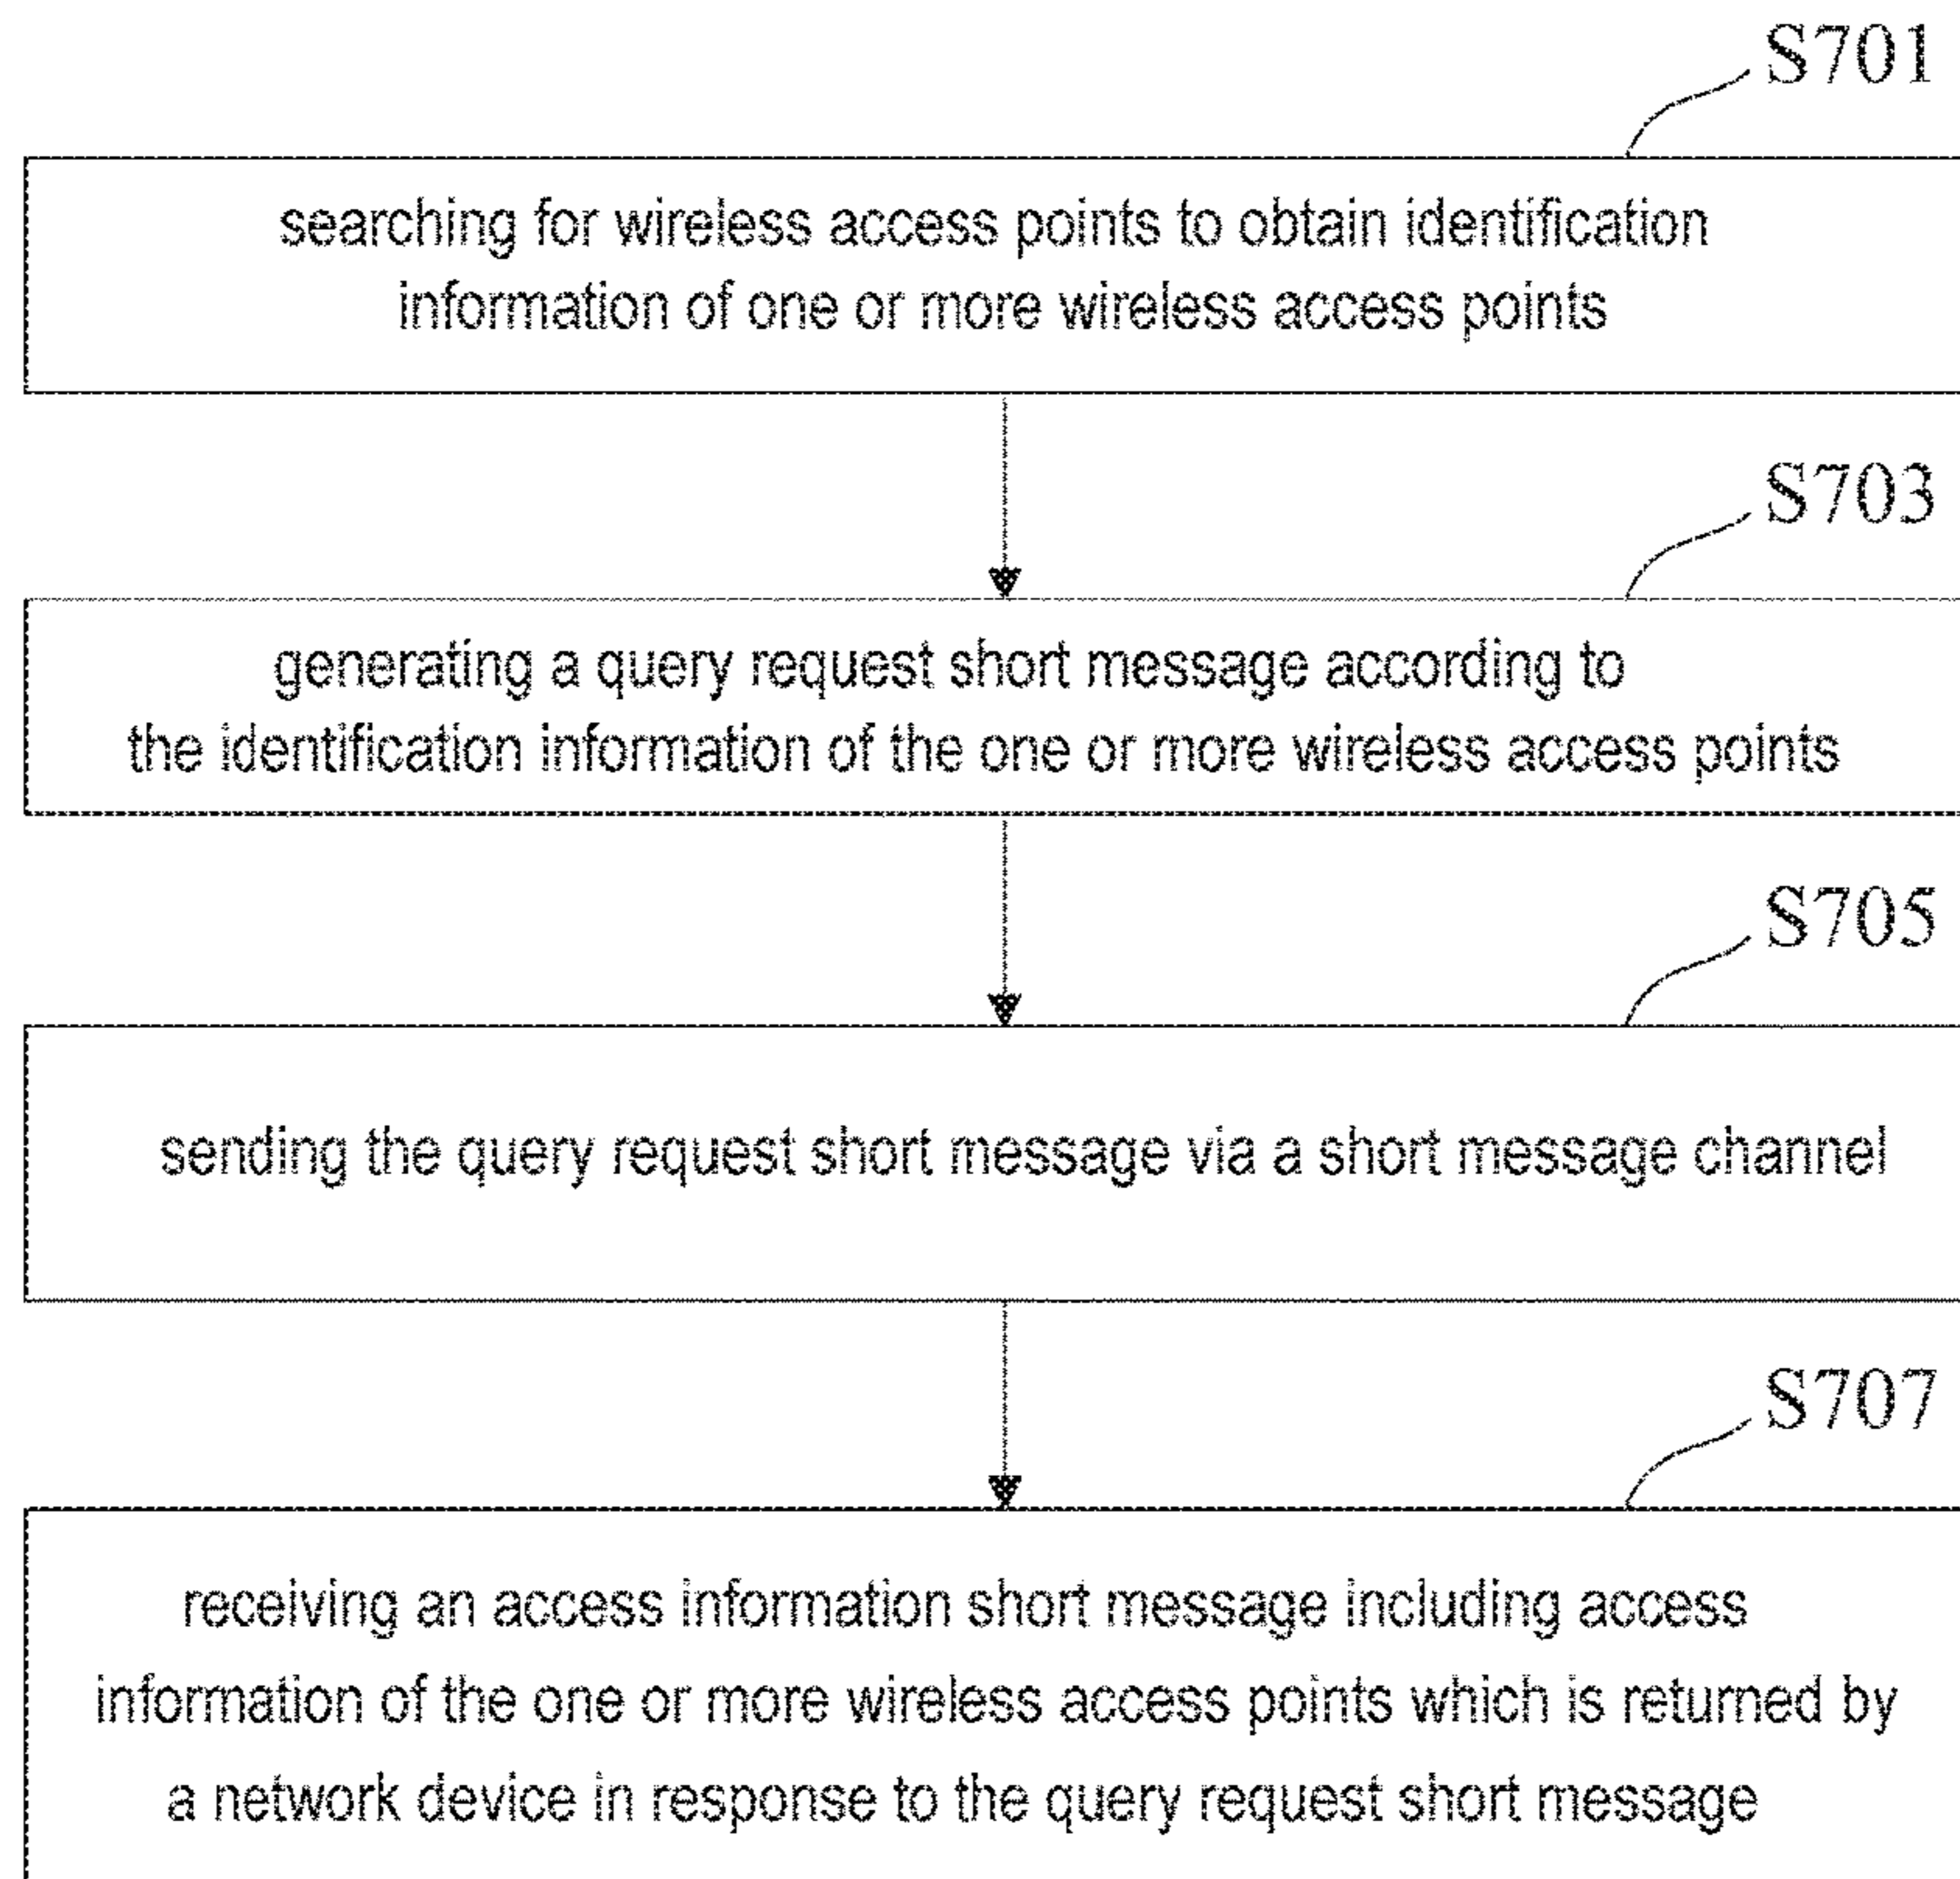 S701
searching for wireless access points to obtain identification
information of one or more wireless access points
S703
generating a query request short message according to
the identification information of the one or more wireless access points
S705
sending the query request short message via a short message channel
S707
receiving an access information short message including access
information of the one or more wireless access points which is returned by
a network device in response to the query request short message